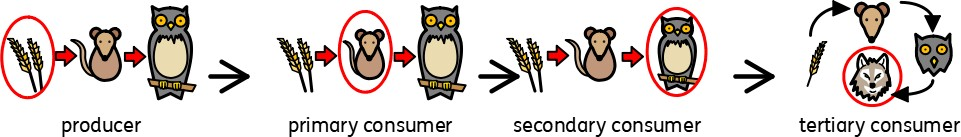 producer
primary consumer
secondary consumer
tertiary consumer